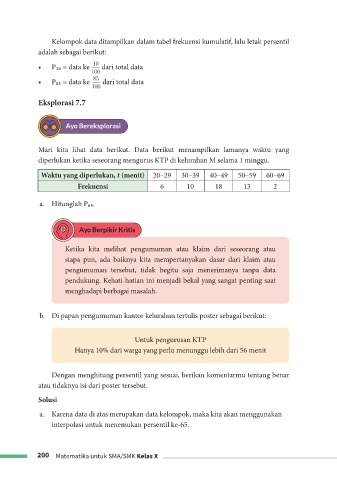 Kelompok data ditampilkan dalam tabel frekuensi kumulatif, lalu letak persentil
adalah sebagai berikut:
• P₁₀ = data ke 10/100 dari total data
• P₈₅ = data ke 85/100 dari total data
Eksplorasi 7.7
Ayo Bereksplorasi
Mari kita lihat data berikut. Data berikut menampilkan lamanya waktu yang
diperlukan ketika seseorang mengurus KTP di kelurahan M selama 1 minggu.
Waktu yang diperlukan, t (menit) 20–29 30–39 40–49 50–59 60–69
Frekuensi 6 10 18 13 2
a. Hitunglah P₆₅.
Ayo Berpikir Kritis
Ketika kita melihat pengumuman atau klaim dari seseorang atau
siapa pun, ada baiknya kita mempertanyakan dasar dari klaim atau
pengumuman tersebut, tidak begitu saja menerimanya tanpa data
pendukung. Kehati-hatian ini menjadi bekal yang sangat penting saat
menghadapi berbagai masalah.
b. Di papan pengumuman kantor kelurahan tertulis poster sebagai berikut:
Untuk pengurusan KTP
Hanya 10% dari warga yang perlu menunggu lebih dari 56 menit
Dengan menghitung persentil yang sesuai, berikan komentarmu tentang benar
atau tidaknya isi dari poster tersebut.
Solusi
a. Karena data di atas merupakan data kelompok, maka kita akan menggunakan
interpolasi untuk menemukan persentil ke-65.
200 Matematika untuk SMA/SMK Kelas X